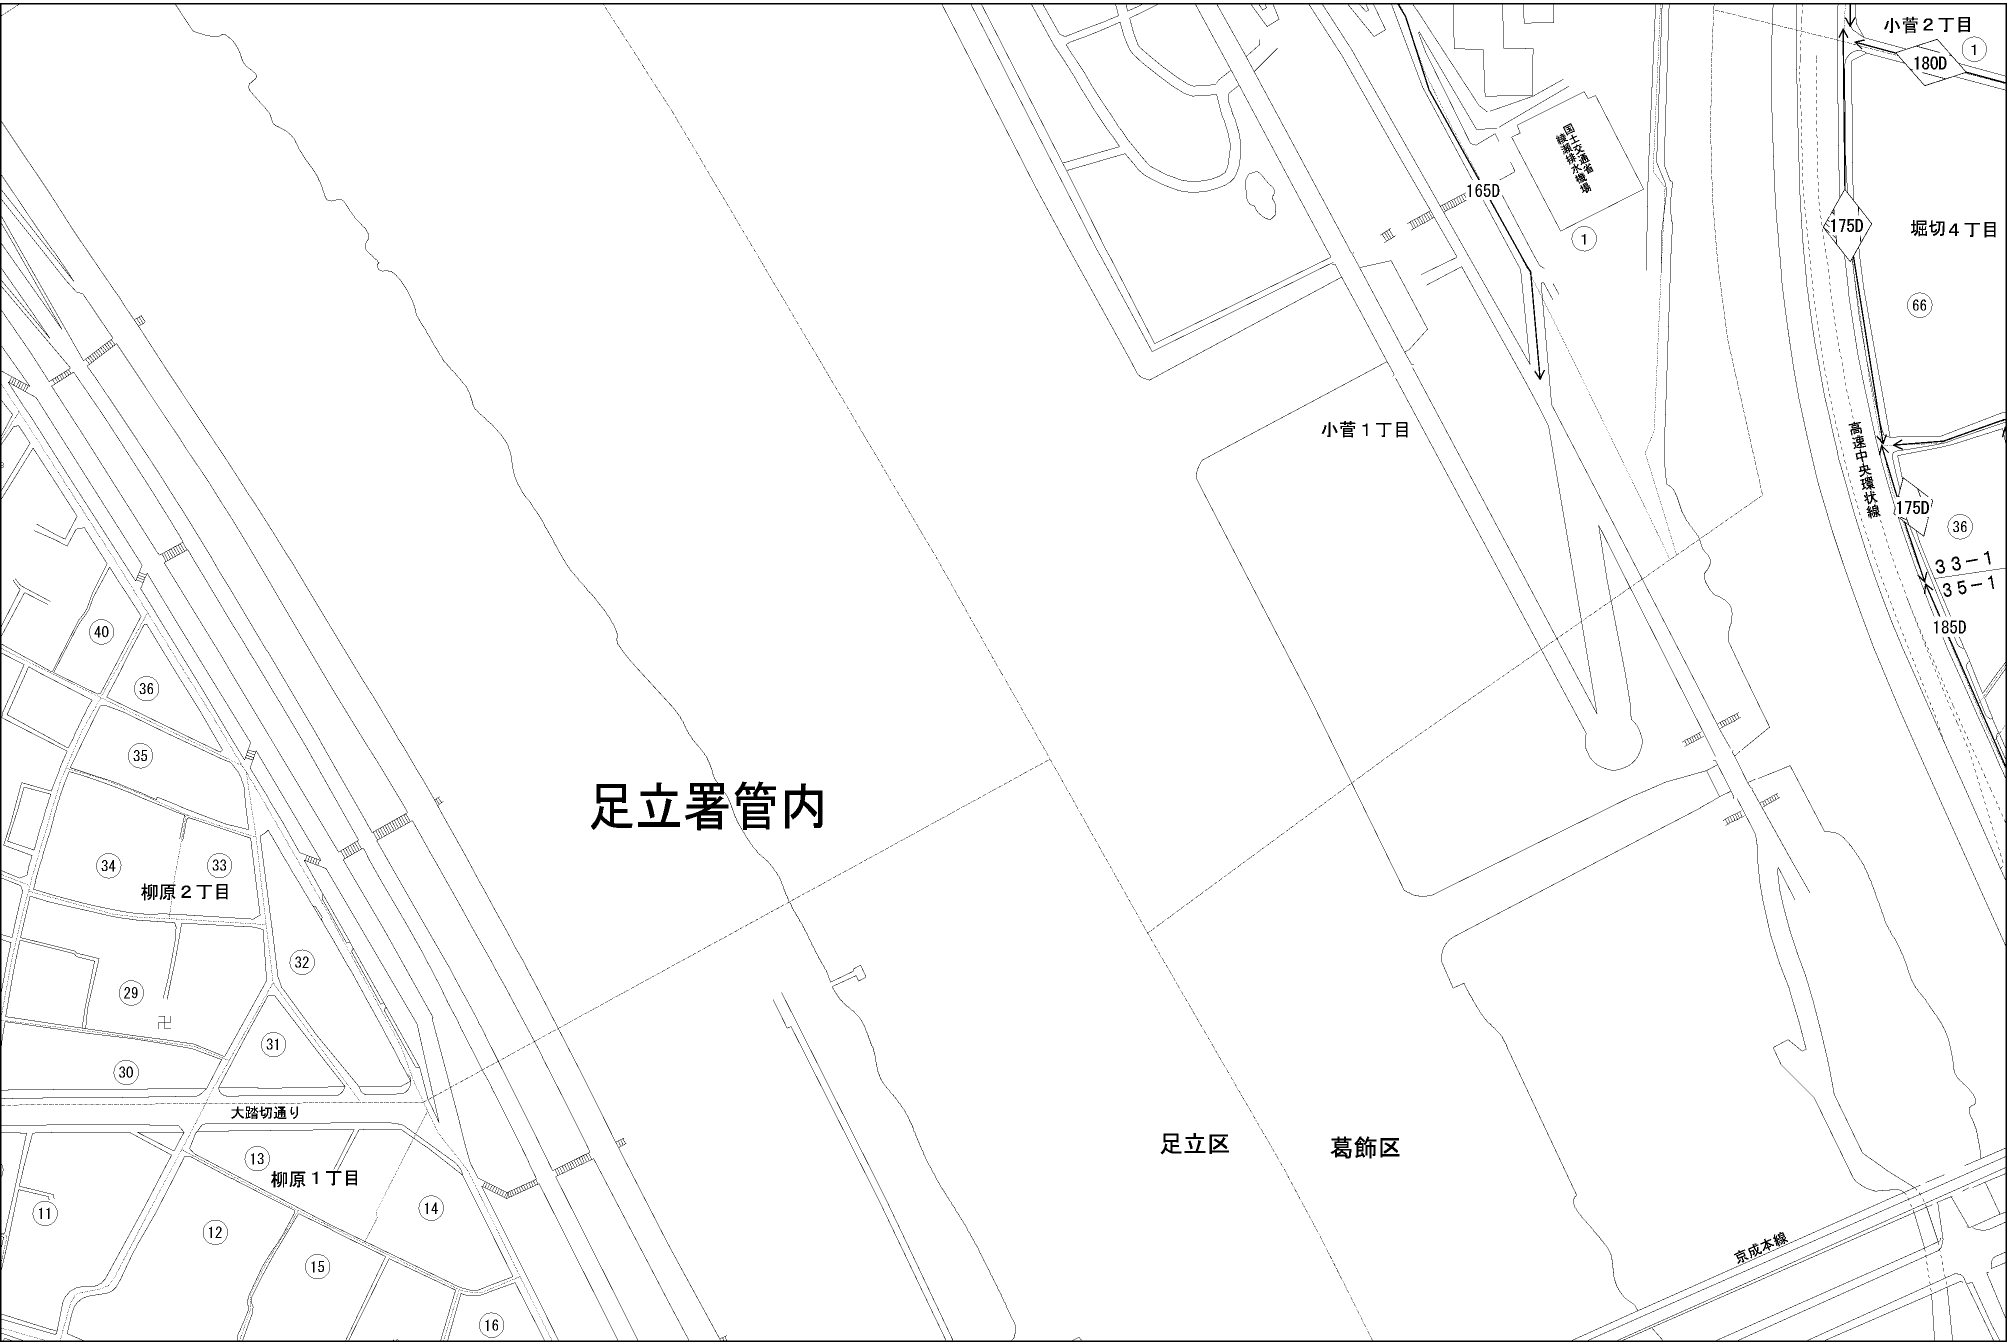 小菅２丁目
1
180D
国土交通省
綾瀬排水機場
165D
1
175D
堀切４丁目
66
小菅１丁目
高速中央環状線
175D
36
３３－１
３５－１
185D
40
36
35
足立署管内
34
33
柳原２丁目
32
29
卍
31
30
大踏切通り
13
柳原１丁目
足立区
葛飾区
14
11
12
京成本線
15
16